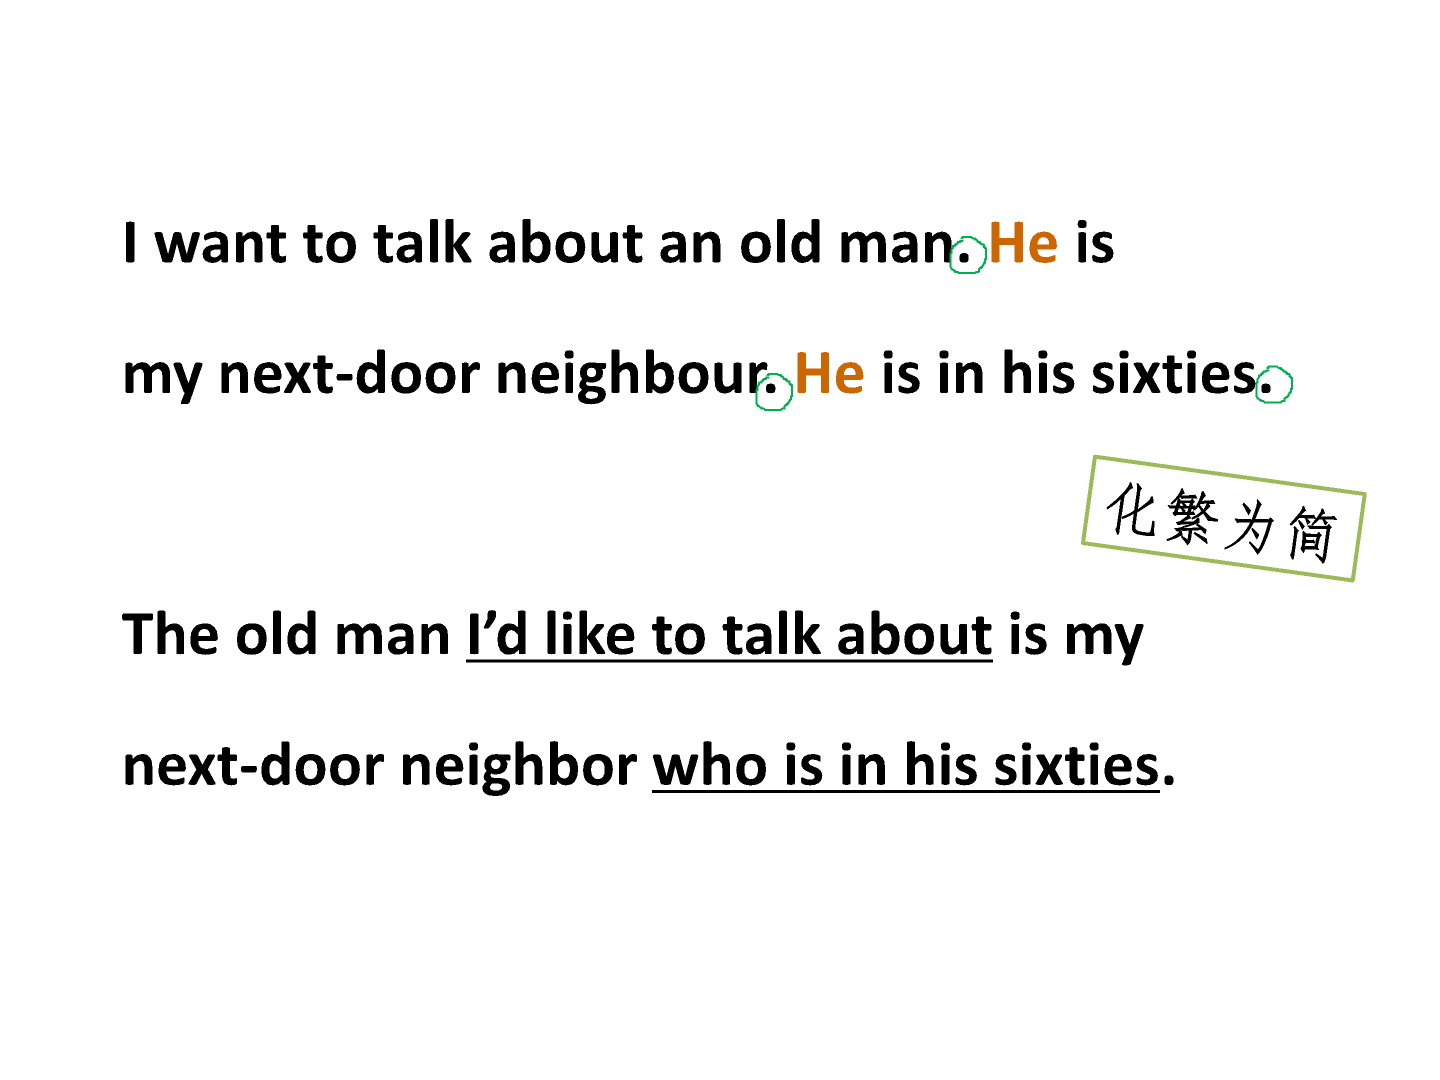 I want to talk about an old man. He is
my next-door neighbour. He is in his sixties.
化繁为简
The old man I’d like to talk about is my
next-door neighbor who is in his sixties.